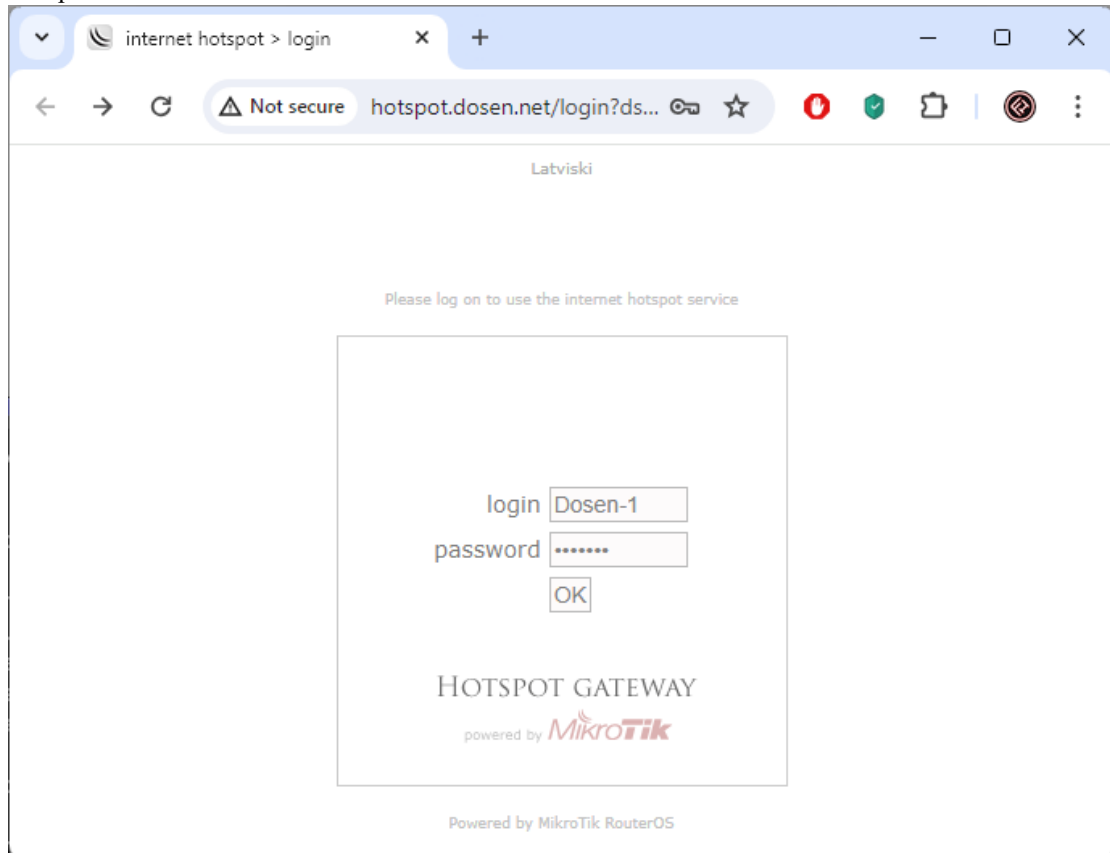 internet hotspot > login
Not secure hotspot.dosen.net/login?ds...
Latviski
Please log on to use the internet hotspot service
login Dosen-1
password •••••••
OK
HOTSPOT GATEWAY
powered by MikroTik
Powered by MikroTik RouterOS